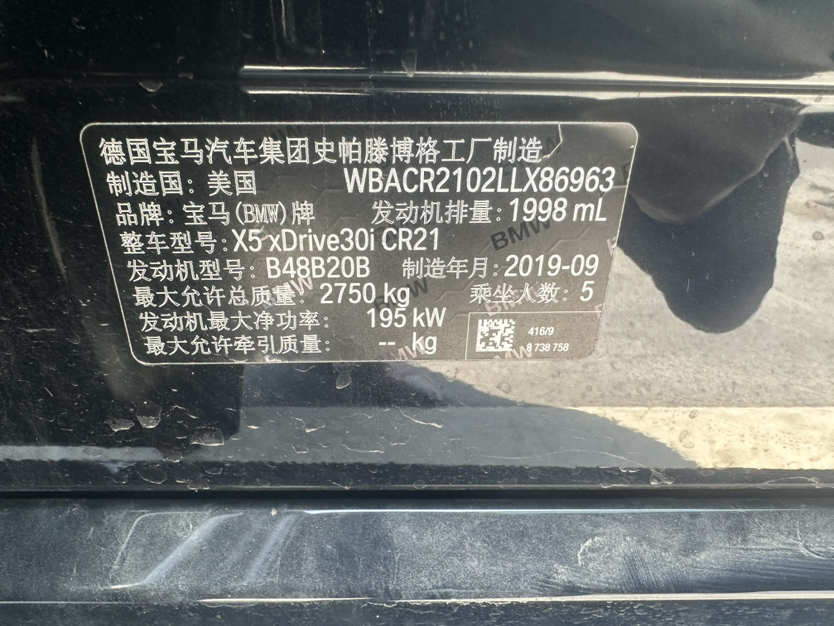 德国宝马汽车集团史帕滕博格工厂制造
制造国: 美国 WBACR2102LLX86963
品牌: 宝马(BMW)牌 发动机排量: 1998 mL
整车型号: X5 xDrive30i CR21
发动机型号: B48B20B 制造年月: 2019-09
最大允许总质量: 2750 kg 乘坐人数: 5
发动机最大净功率: 195 kW
最大允许牵引质量: -- kg
416/9
8 738 758